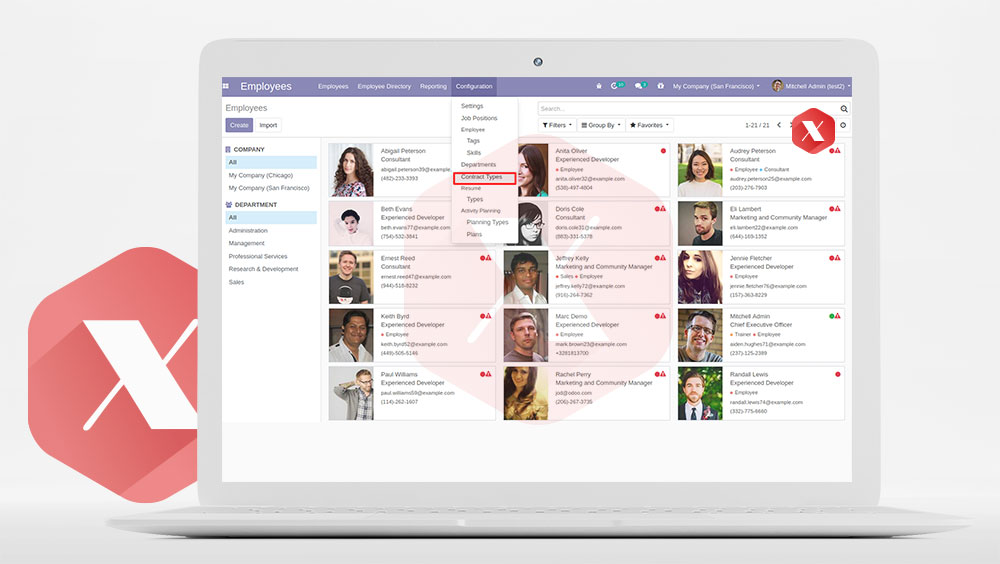 Employees
Employees
Employee Directory
Reporting
Configuration
My Company (San Francisco)
Mitchell Admin (test2)
Employees
Search...
Create
Import
Filters
Group By
Favorites
1-21 / 21
COMPANY
All
My Company (Chicago)
My Company (San Francisco)
DEPARTMENT
All
Administration
Management
Professional Services
Research & Development
Sales
Settings
Job Positions
Employee
Tags
Skills
Departments
Contract Types
Resumé
Types
Activity Planning
Planning Types
Plans
Abigail Peterson
Consultant
abigail.peterson39@example.
(482)-233-3393
Anita Oliver
Experienced Developer
Employee
anita.oliver32@example.com
(538)-497-4804
Audrey Peterson
Consultant
Employee Consultant
audrey.peterson25@example.com
(203)-276-7903
Beth Evans
Experienced Developer
beth.evans77@example.com
(754)-532-3841
Doris Cole
Consultant
doris.cole31@example.com
(883)-331-5378
Eli Lambert
Marketing and Community Manager
eli.lambert22@example.com
(644)-169-1352
Ernest Reed
Consultant
ernest.reed47@example.com
(944)-518-8232
Jeffrey Kelly
Marketing and Community Manager
Sales Employee
jeffrey.kelly72@example.com
(916)-264-7362
Jennie Fletcher
Experienced Developer
Employee
jennie.fletcher76@example.com
(157)-363-8229
Keith Byrd
Experienced Developer
Employee
keith.byrd52@example.com
(449)-505-5146
Marc Demo
Experienced Developer
Employee
mark.brown23@example.com
+3281813700
Mitchell Admin
Chief Executive Officer
Trainer Employee
aiden.hughes71@example.com
(237)-125-2389
Paul Williams
Experienced Developer
paul.williams59@example.com
(114)-262-1607
Rachel Perry
Marketing and Community Manager
jod@odoo.com
(206)-267-3735
Randall Lewis
Experienced Developer
Employee
randall.lewis74@example.com
(332)-775-6660